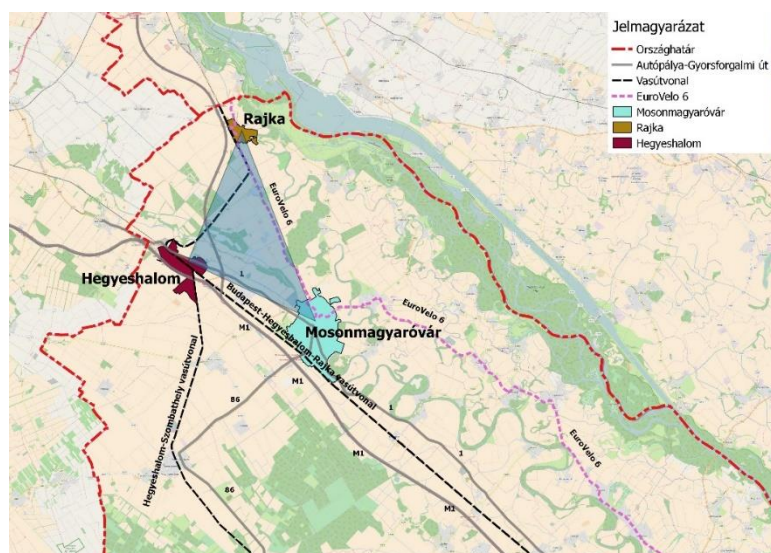 Jelmagyarázat
Országhatár
Autópálya-Gyorsforgalmi út
Vasútvonal
EuroVelo 6
Mosonmagyaróvár
Rajka
Hegyeshalom
Rajka
EuroVelo 6
Hegyeshalom
1
Budapest-Hegyeshalom-Rajka vasútvonal
EuroVelo 6
Mosonmagyaróvár
M1
Hegyeshalom-Szombathely vasútvonal
86
M1
1
EuroVelo 6
M1
1
86
M1